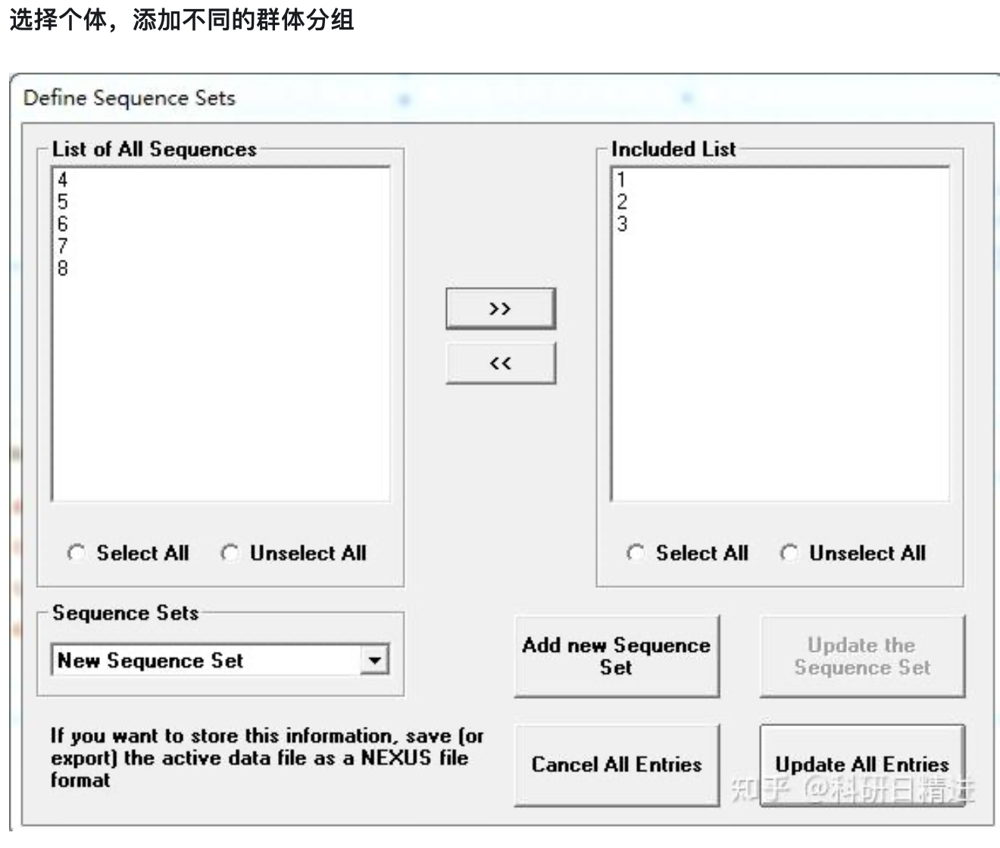 选择个体，添加不同的群体分组
Define Sequence Sets
List of All Sequences
4
5
6
7
8
Select All
Unselect All
>>
<<
Included List
1
2
3
Select All
Unselect All
Sequence Sets
New Sequence Set
If you want to store this information, save (or
export) the active data file as a NEXUS file
format
Add new Sequence
Set
Update the
Sequence Set
Cancel All Entries
Update All Entries
知乎 @科研日精进